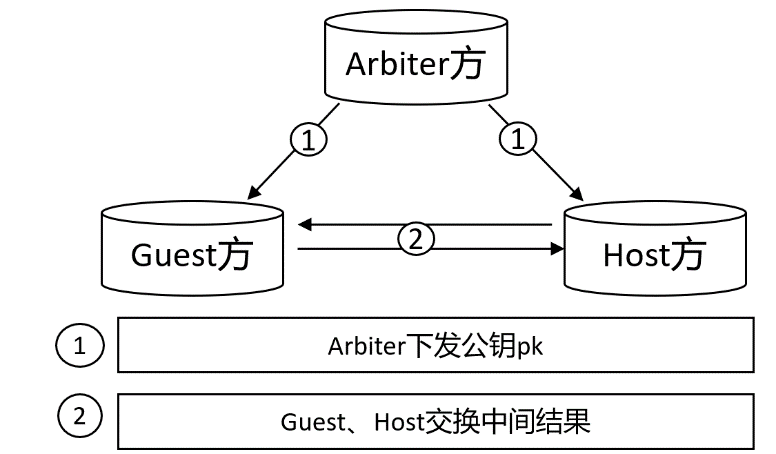 Arbiter方
① ①
Guest方 ② Host方
① Arbiter下发公钥pk
② Guest、Host交换中间结果